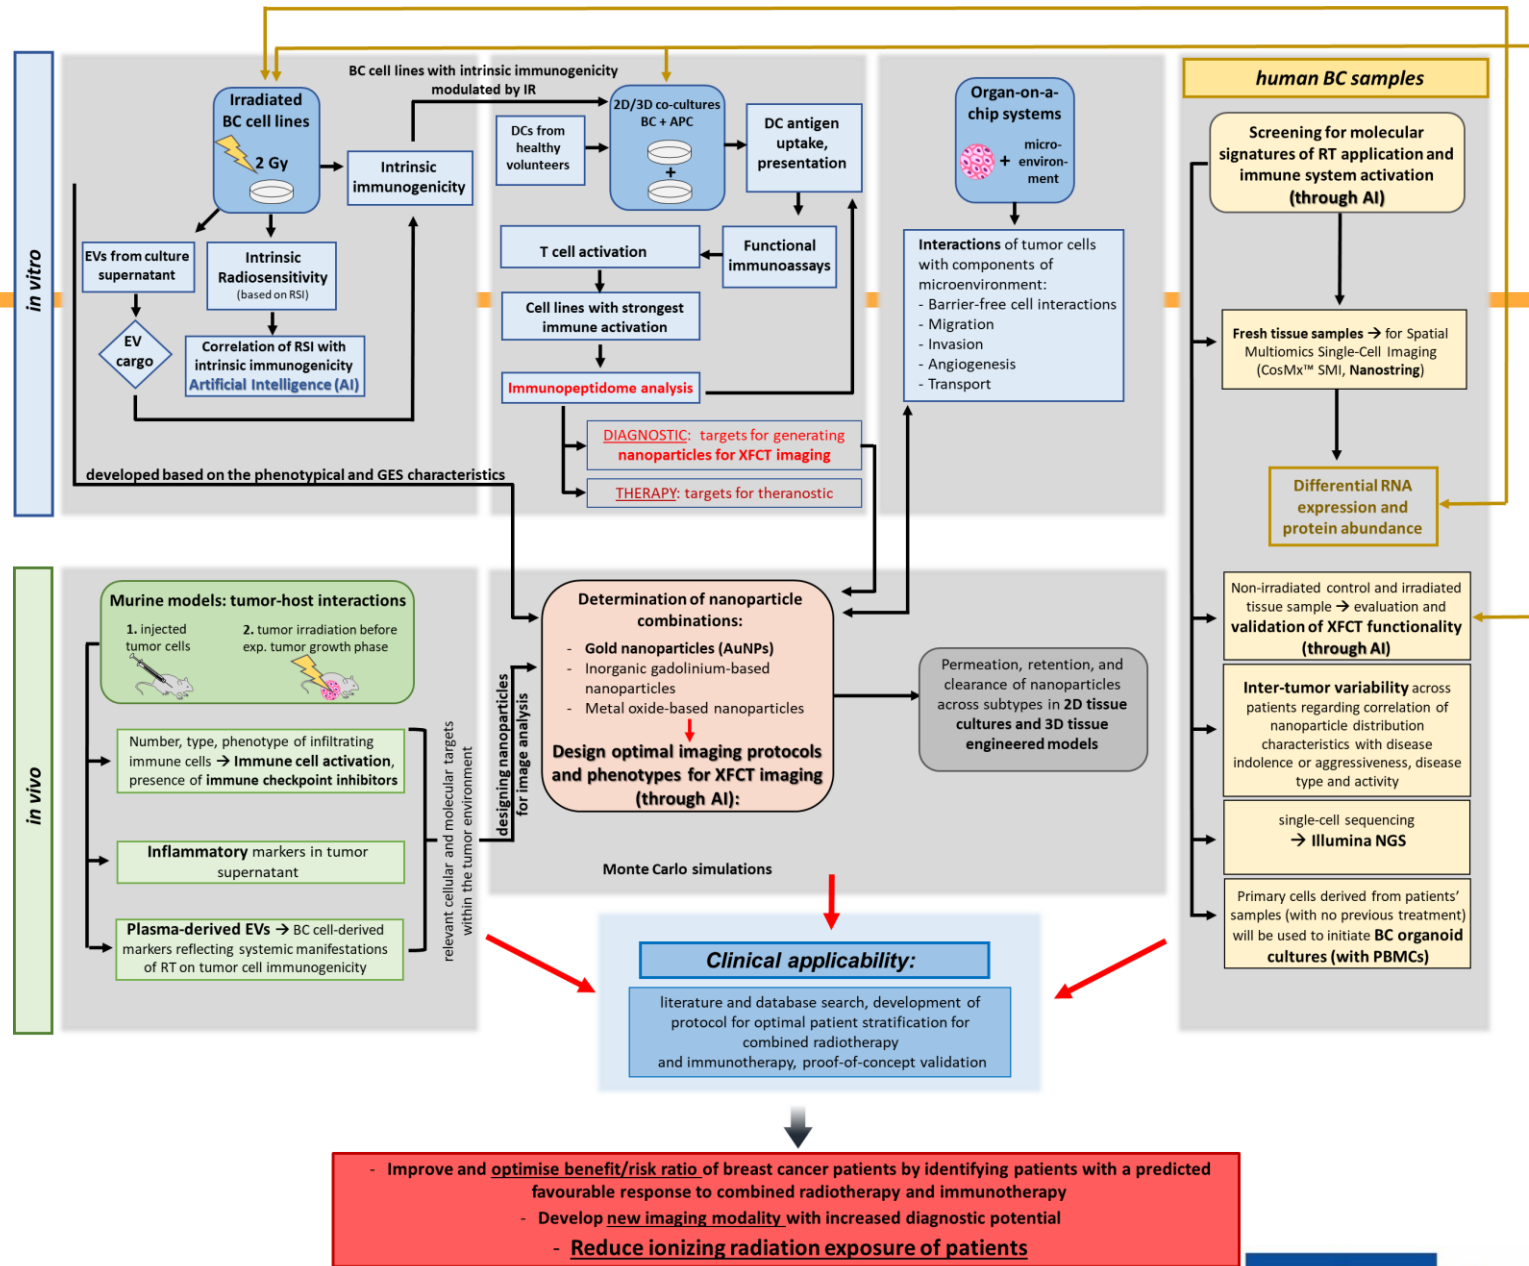 in vitro
BC cell lines with intrinsic immunogenicity
modulated by IR
Irradiated
BC cell lines
2 Gy
Intrinsic
immunogenicity
EVs from culture
supernatant
Intrinsic
Radiosensitivity
(based on RSI)
EV
cargo
Correlation of RSI with
intrinsic immunogenicity
Artificial Intelligence (AI)
developed based on the phenotypical and GES characteristics
DCs from
healthy
volunteers
2D/3D co-cultures
BC + APC
+
DC antigen
uptake,
presentation
T cell activation
Functional
immunoassays
Cell lines with strongest
immune activation
Immunopeptidome analysis
DIAGNOSTIC: targets for generating
nanoparticles for XFCT imaging
THERAPY: targets for theranostic
Organ-on-a-
chip systems
+
micro-
environ-
ment
Interactions of tumor cells
with components of
microenvironment:
- Barrier-free cell interactions
- Migration
- Invasion
- Angiogenesis
- Transport
human BC samples
Screening for molecular
signatures of RT application and
immune system activation
(through AI)
Fresh tissue samples → for Spatial
Multiomics Single-Cell Imaging
(CosMx™ SMI, Nanostring)
Differential RNA
expression and
protein abundance
Non-irradiated control and irradiated
tissue sample → evaluation and
validation of XFCT functionality
(through AI)
Inter-tumor variability across
patients regarding correlation of
nanoparticle distribution
characteristics with disease
indolence or aggressiveness, disease
type and activity
single-cell sequencing
→ Illumina NGS
Primary cells derived from patients’
samples (with no previous treatment)
will be used to initiate BC organoid
cultures (with PBMCs)
in vivo
Murine models: tumor-host interactions
1. injected
tumor cells
2. tumor irradiation before
exp. tumor growth phase
Number, type, phenotype of infiltrating
immune cells → Immune cell activation,
presence of immune checkpoint inhibitors
Inflammatory markers in tumor
supernatant
Plasma-derived EVs → BC cell-derived
markers reflecting systemic manifestations
of RT on tumor cell immunogenicity
relevant cellular and molecular targets
within the tumor environment
designing nanoparticles
for image analysis
Determination of nanoparticle
combinations:
- Gold nanoparticles (AuNPs)
- Inorganic gadolinium-based
nanoparticles
- Metal oxide-based nanoparticles
Design optimal imaging protocols
and phenotypes for XFCT imaging
(through AI):
Permeation, retention, and
clearance of nanoparticles
across subtypes in 2D tissue
cultures and 3D tissue
engineered models
Monte Carlo simulations
Clinical applicability:
literature and database search, development of
protocol for optimal patient stratification for
combined radiotherapy
and immunotherapy, proof-of-concept validation
- Improve and optimise benefit/risk ratio of breast cancer patients by identifying patients with a predicted
favourable response to combined radiotherapy and immunotherapy
- Develop new imaging modality with increased diagnostic potential
- Reduce ionizing radiation exposure of patients